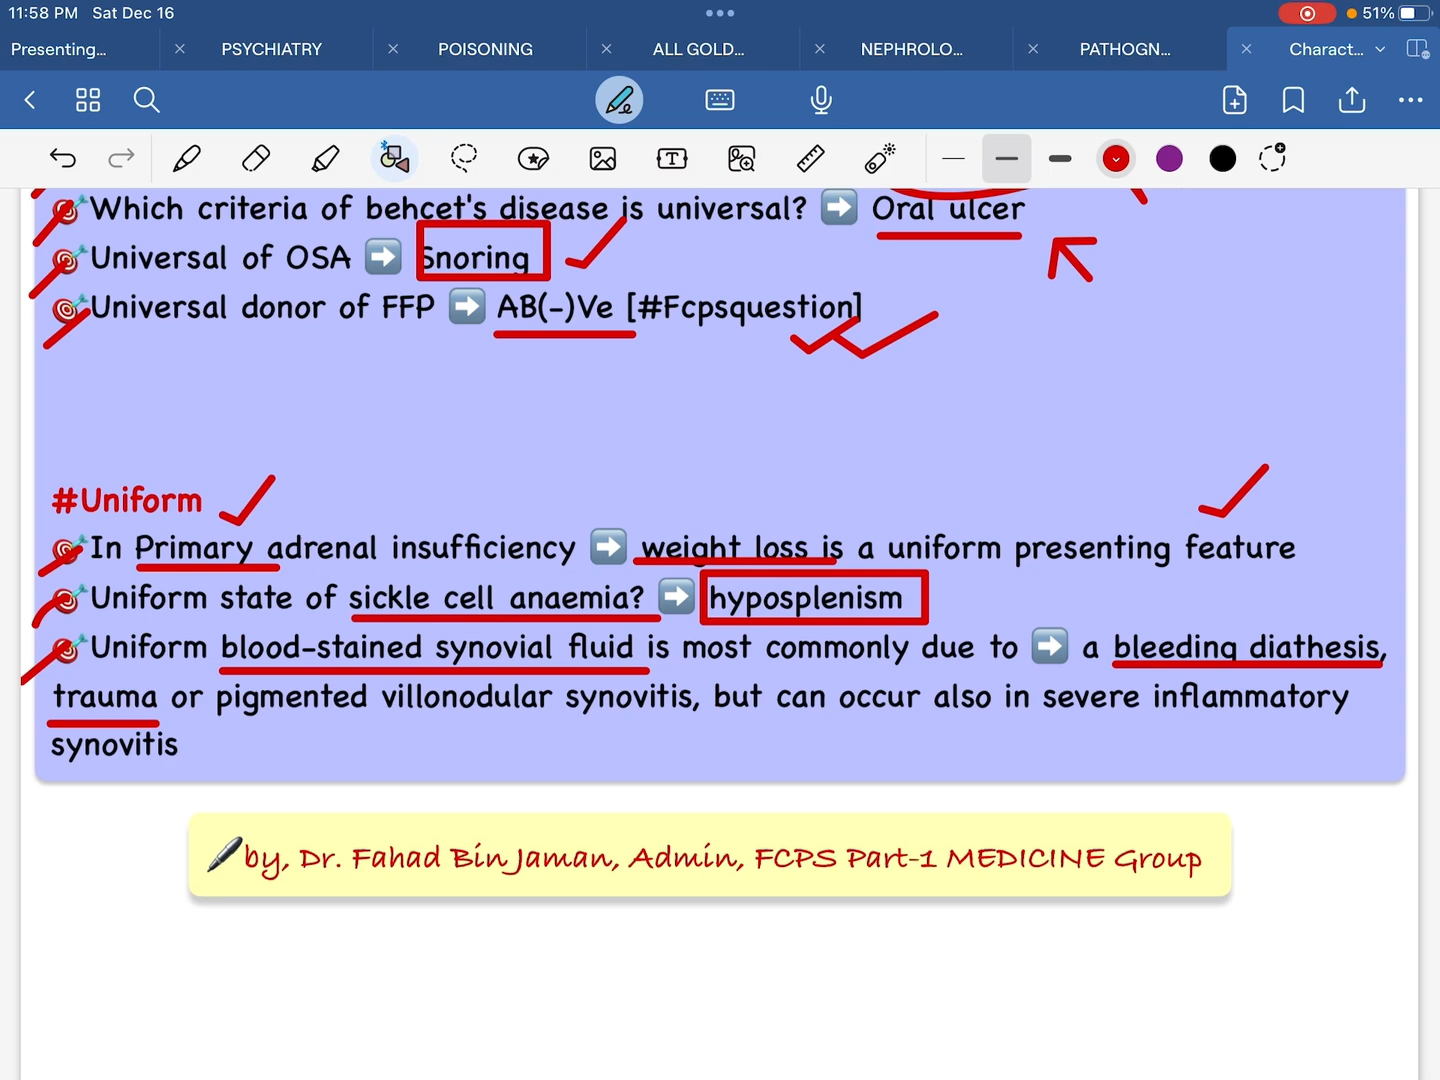 11:58 PM Sat Dec 16 51%
Presenting... PSYCHIATRY POISONING ALL GOLD... NEPHROLO... PATHOGN... Charact...
Which criteria of behcet's disease is universal? ➡ Oral ulcer
Universal of OSA ➡ Snoring
Universal donor of FFP ➡ AB(-)Ve [#Fcpsquestion]
#Uniform
In Primary adrenal insufficiency ➡ weight loss is a uniform presenting feature
Uniform state of sickle cell anaemia? ➡ hyposplenism
Uniform blood-stained synovial fluid is most commonly due to ➡ a bleeding diathesis,
trauma or pigmented villonodular synovitis, but can occur also in severe inflammatory
synovitis
by, Dr. Fahad Bin Jaman, Admin, FCPS Part-1 MEDICINE Group